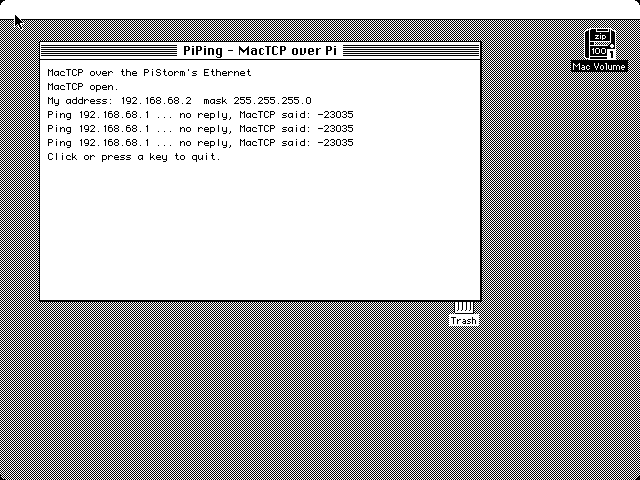 PiPing - MacTCP over Pi
MacTCP over the PiStorm's Ethernet
MacTCP open.
My address: 192.168.68.2  mask 255.255.255.0
Ping 192.168.68.1 ... no reply, MacTCP said: -23035
Ping 192.168.68.1 ... no reply, MacTCP said: -23035
Ping 192.168.68.1 ... no reply, MacTCP said: -23035
Click or press a key to quit.
zip
100
Mac Volume
Trash